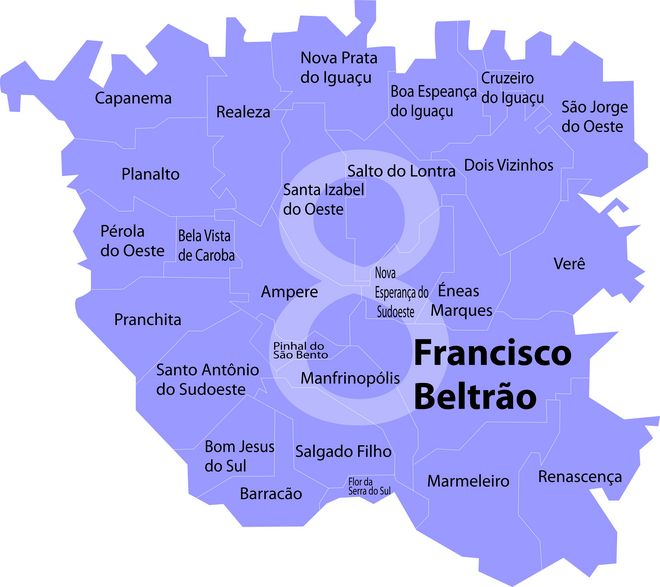 Nova Prata
do Iguaçu
Capanema
Realeza
Boa Espeança
do Iguaçu
Cruzeiro
do Iguaçu
São Jorge
do Oeste
Planalto
Santa Izabel
do Oeste
Salto do Lontra
Dois Vizinhos
Pérola
do Oeste
Bela Vista
de Caroba
8
Ampere
Nova
Esperança do
Sudoeste
Éneas
Marques
Verê
Pranchita
Pinhal do
São Bento
Santo Antônio
do Sudoeste
Manfrinopólis
Francisco
Beltrão
Bom Jesus
do Sul
Salgado Filho
Barracão
Flor da
Serra do Sul
Marmeleiro
Renascença